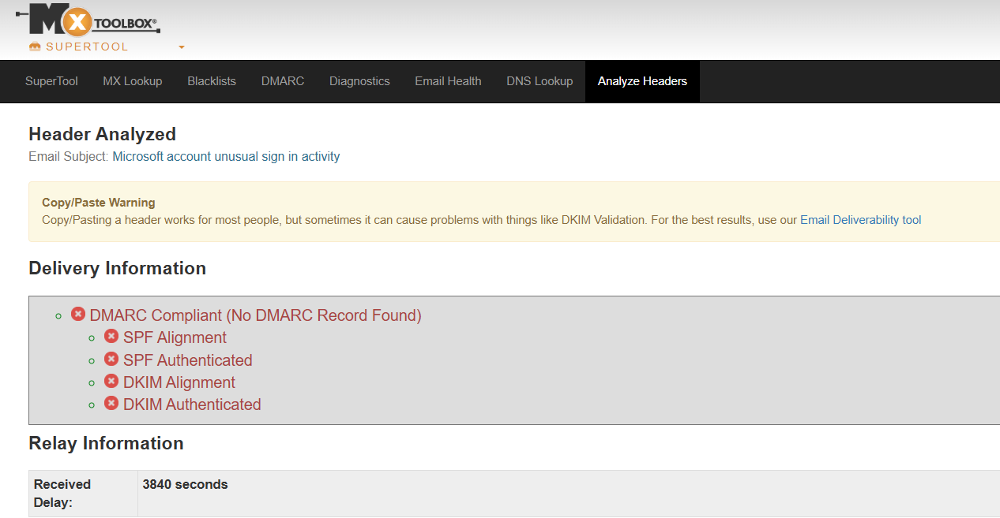 MX TOOLBOX®
SUPERTOOL
SuperTool MX Lookup Blacklists DMARC Diagnostics Email Health DNS Lookup Analyze Headers
Header Analyzed
Email Subject: Microsoft account unusual sign in activity
Copy/Paste Warning
Copy/Pasting a header works for most people, but sometimes it can cause problems with things like DKIM Validation. For the best results, use our Email Deliverability tool
Delivery Information
DMARC Compliant (No DMARC Record Found)
SPF Alignment
SPF Authenticated
DKIM Alignment
DKIM Authenticated
Relay Information
Received 3840 seconds
Delay: